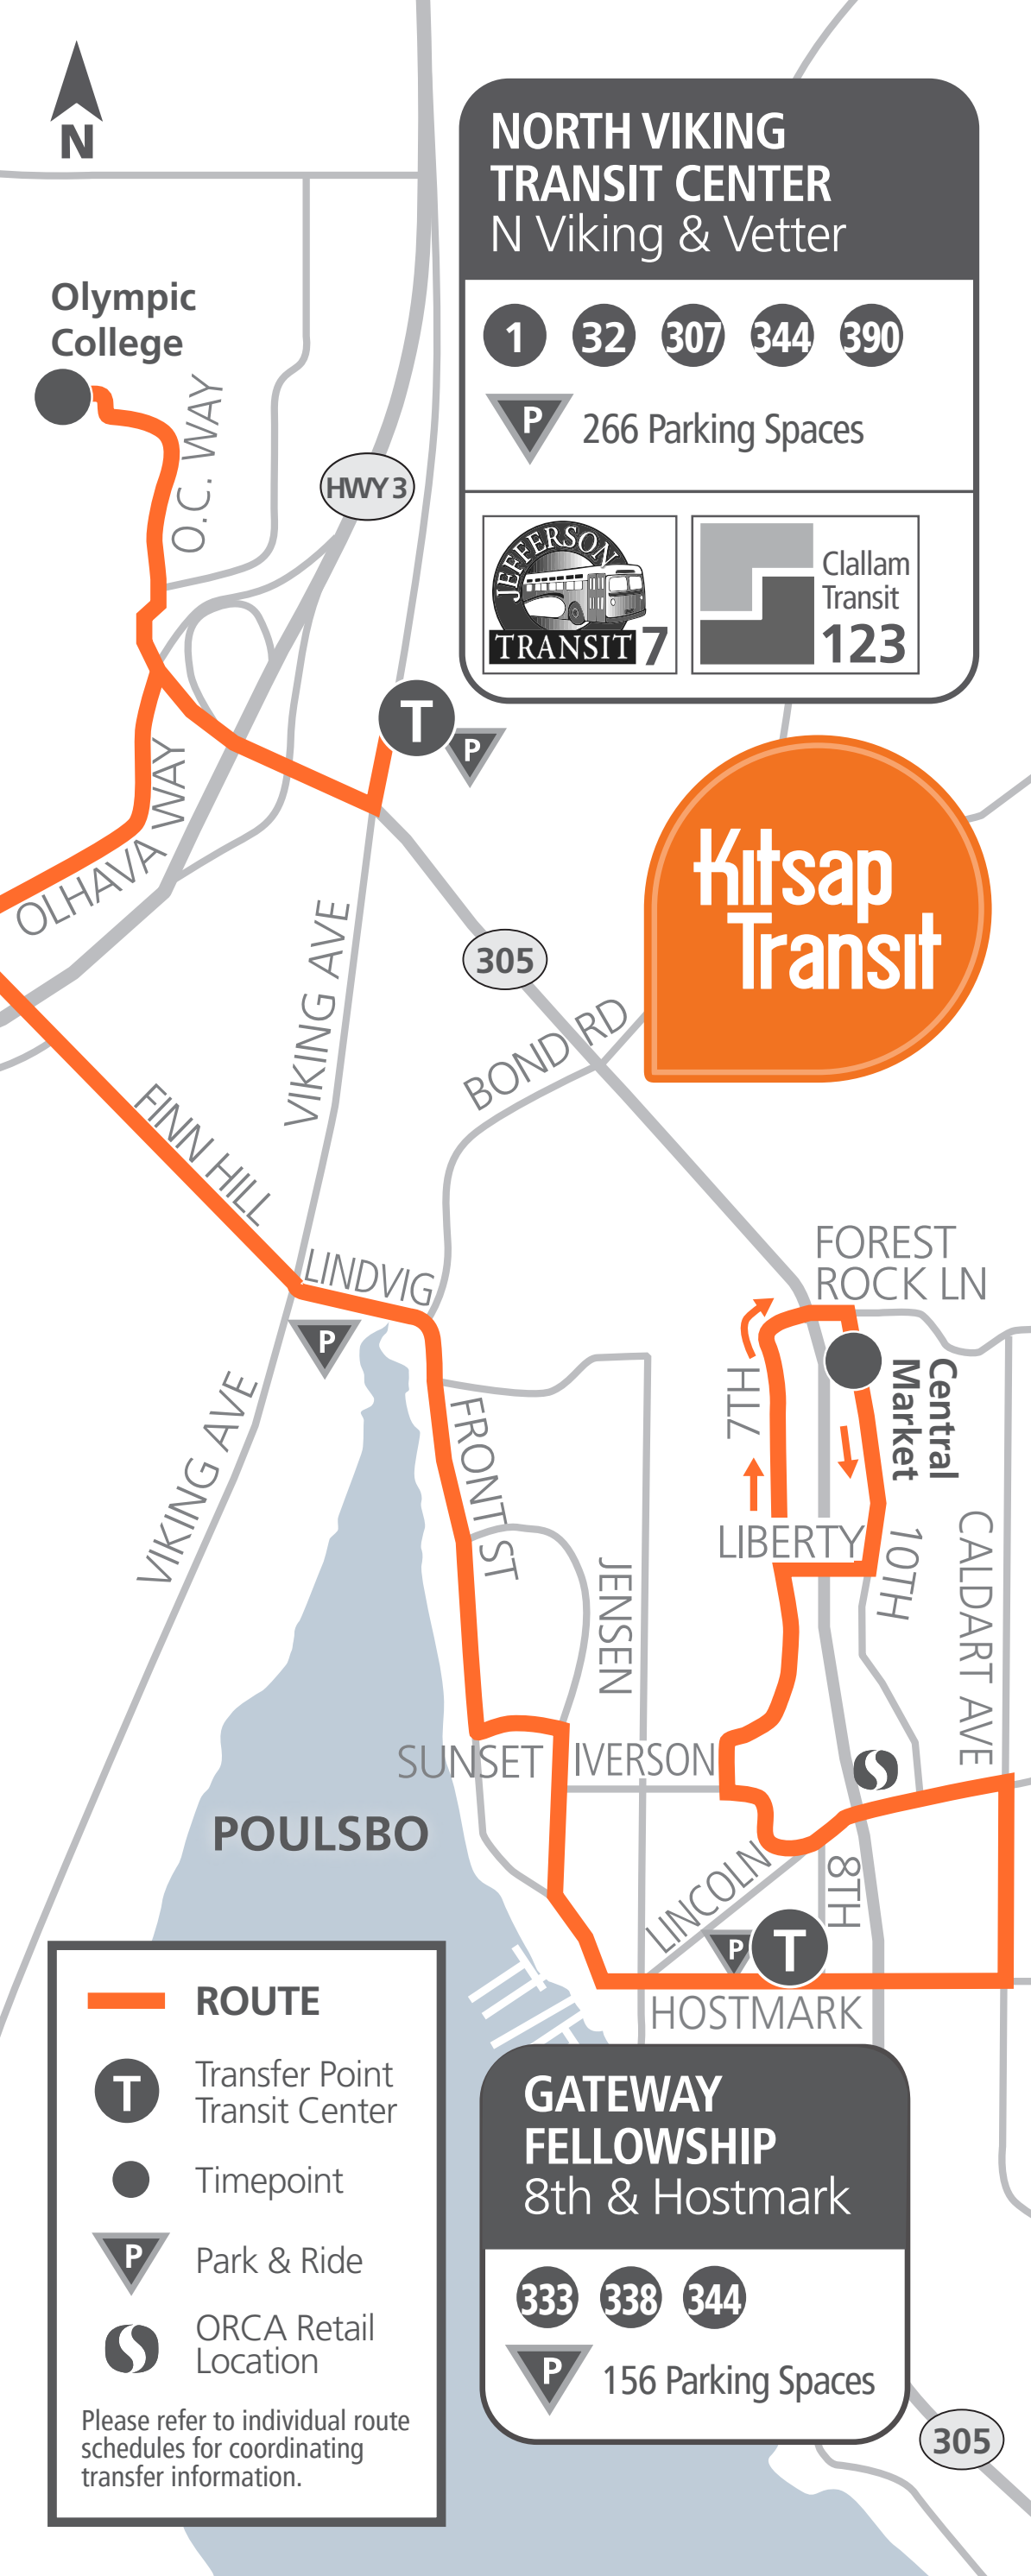 N
NORTH VIKING
TRANSIT CENTER
N Viking & Vetter
1 32 307 344 390
P 266 Parking Spaces
JEFFERSON
TRANSIT 7
Clallam
Transit
123
Olympic
College
O.C. WAY
HWY 3
T
P
OLHAVA WAY
Kitsap
Transit
VIKING AVE
305
BOND RD
FINN HILL
LINDVIG
P
FOREST
ROCK LN
7TH
Central
Market
VIKING AVE
FRONT ST
LIBERTY
10TH
CALDART AVE
JENSEN
SUNSET
IVERSON
POULSBO
LINCOLN
8TH
P
T
HOSTMARK
ROUTE
T
Transfer Point
Transit Center
Timepoint
P
Park & Ride
ORCA Retail
Location
Please refer to individual route
schedules for coordinating
transfer information.
GATEWAY
FELLOWSHIP
8th & Hostmark
333 338 344
P 156 Parking Spaces
305